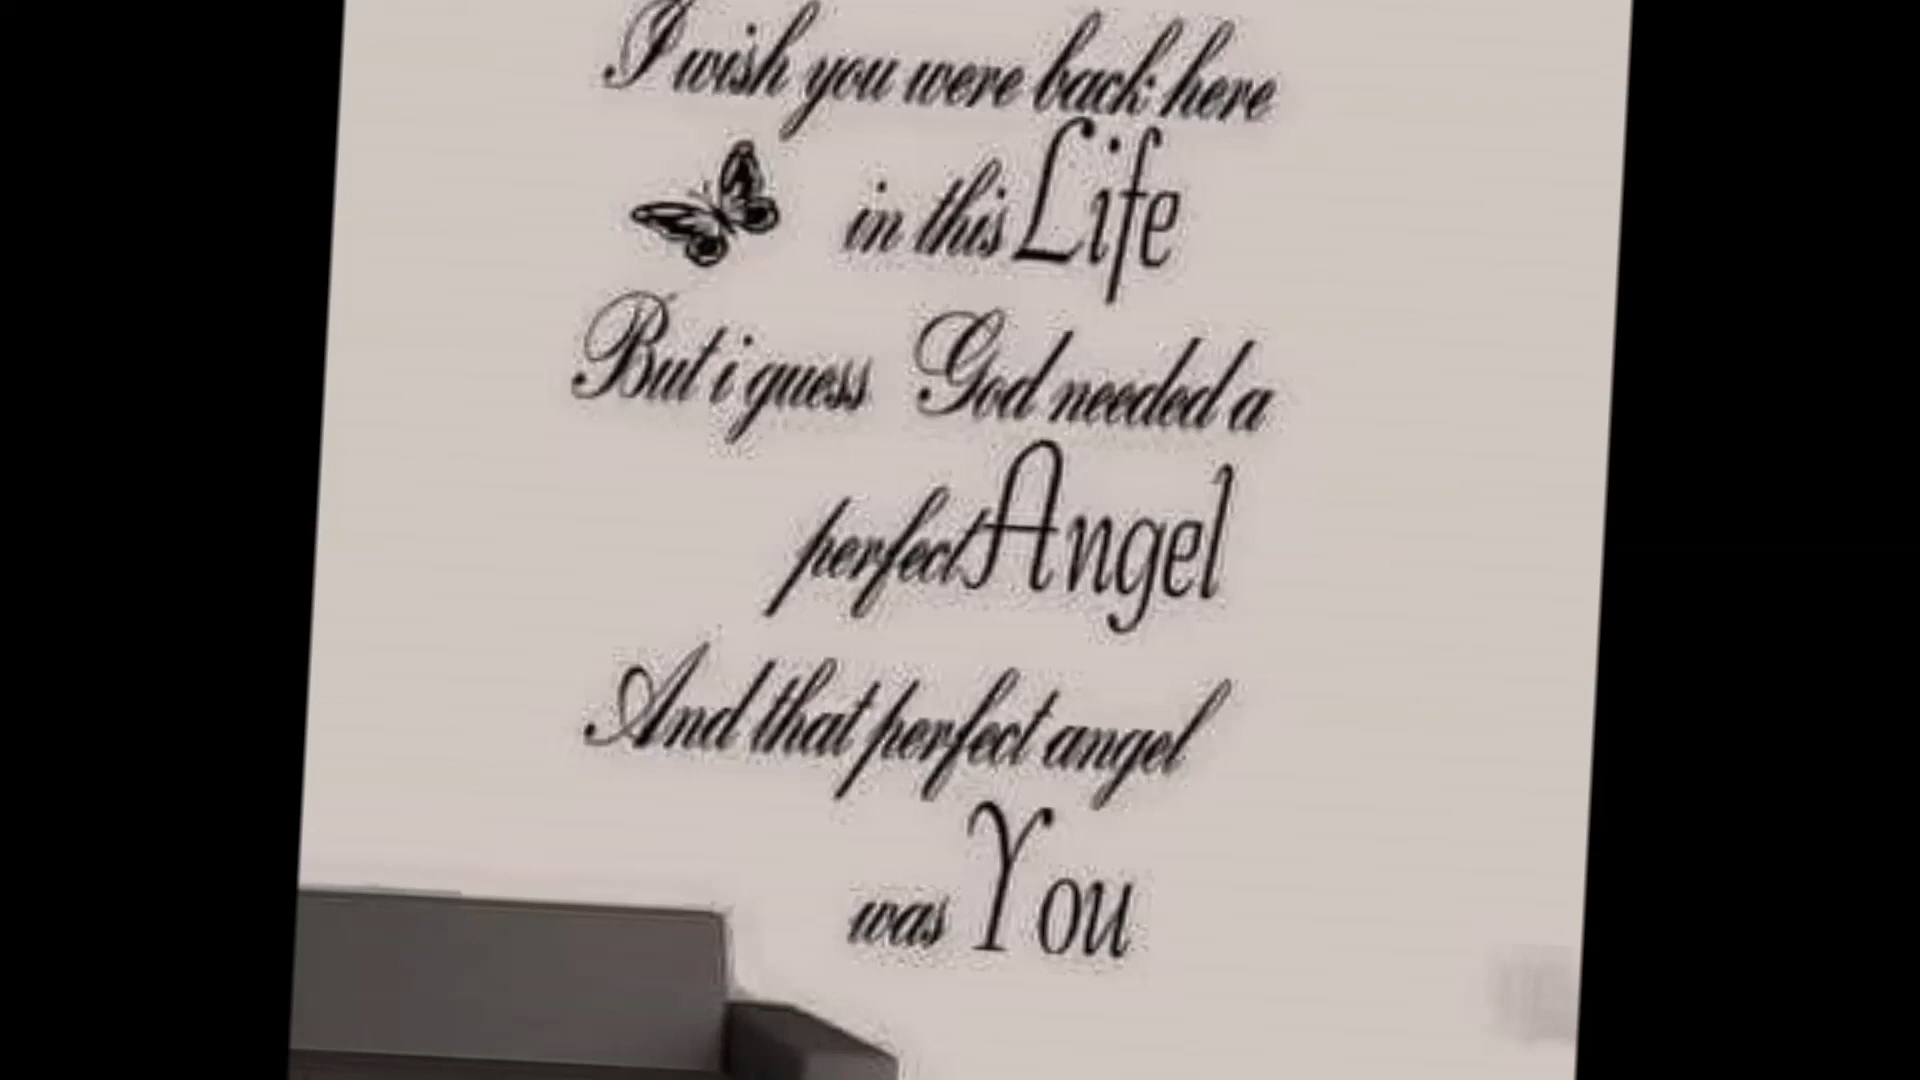 I wish you were back here
in this Life
But i guess God needed a
perfect Angel
And that perfect angel
was You